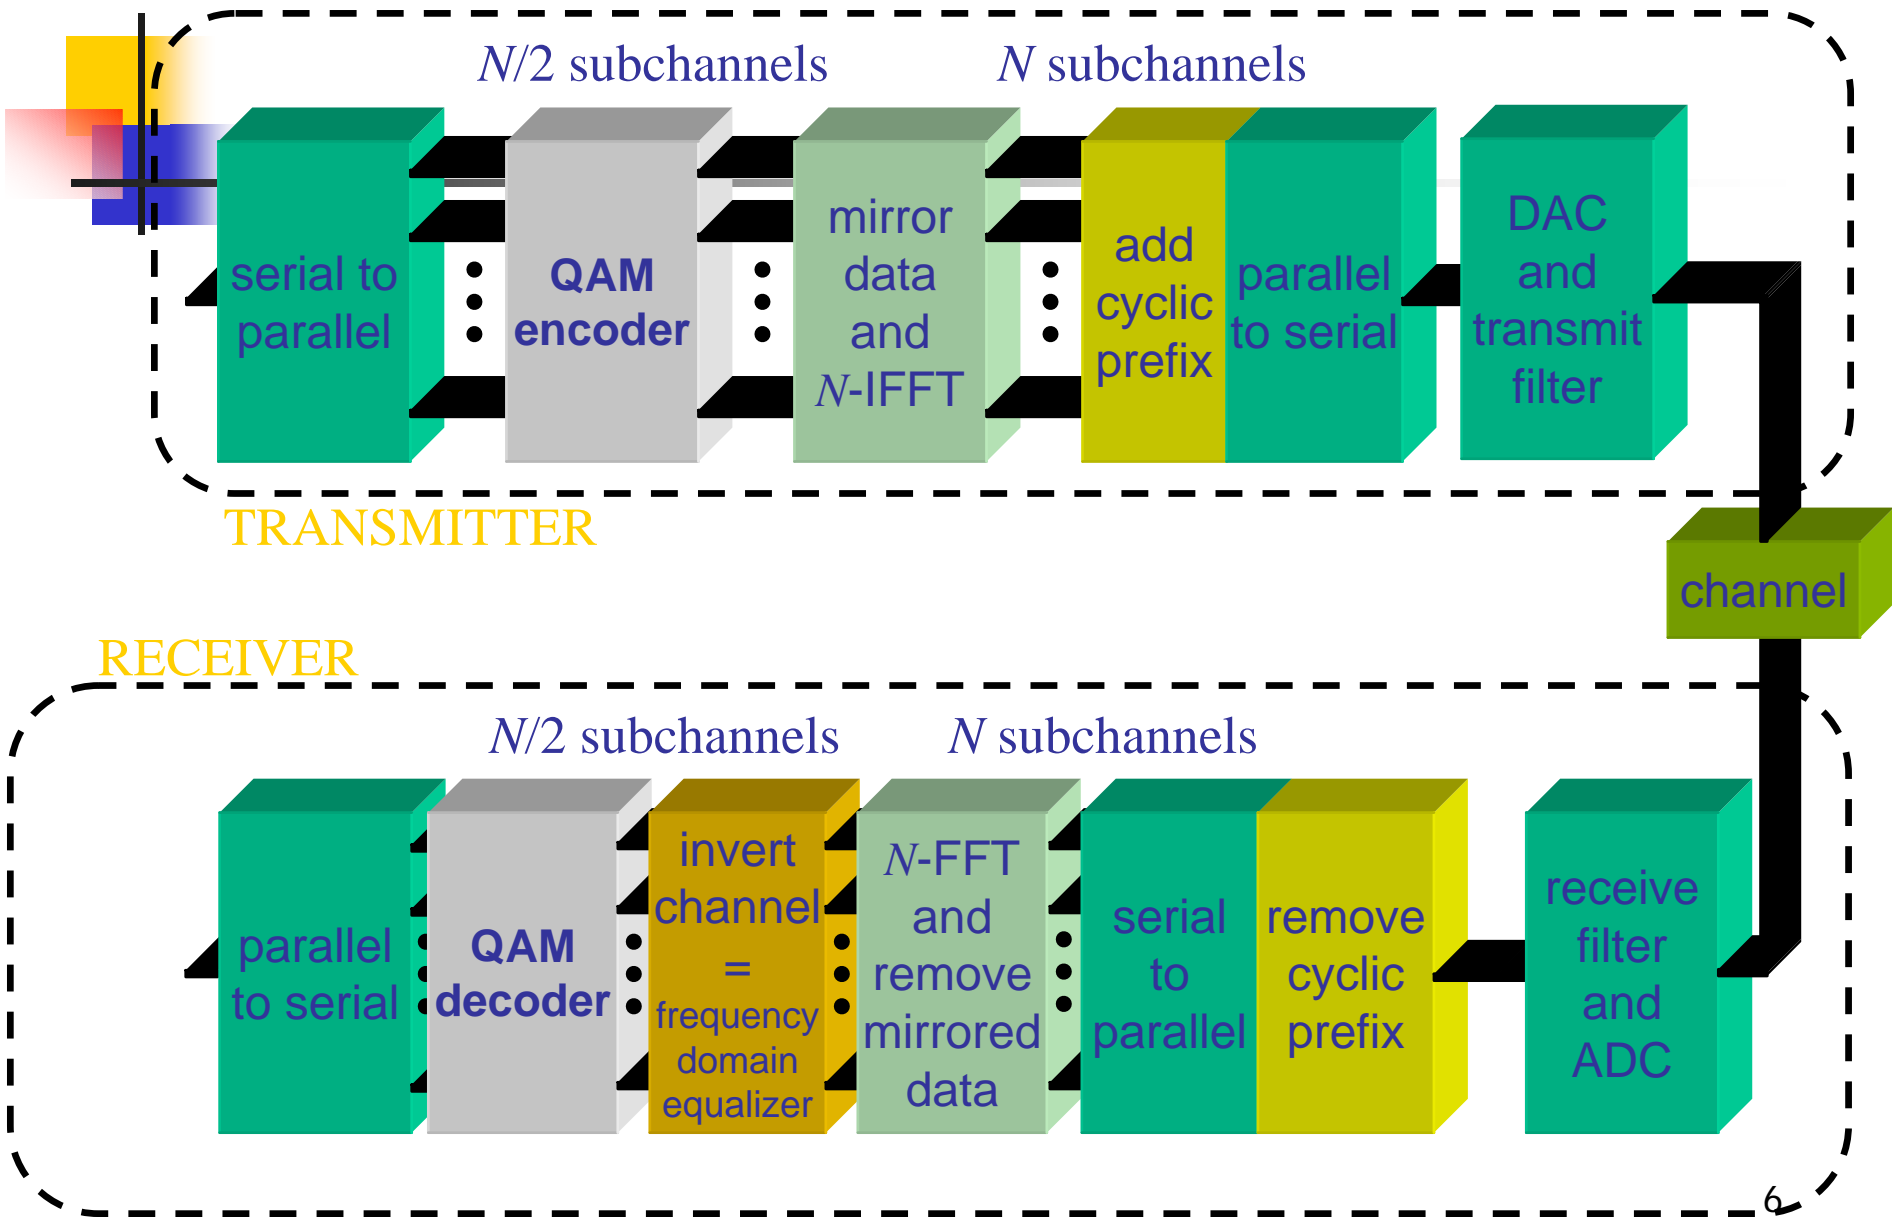 N/2 subchannels
N subchannels
serial to
parallel
QAM
encoder
mirror
data
and
N-IFFT
add
cyclic
prefix
parallel
to serial
DAC
and
transmit
filter
TRANSMITTER
channel
RECEIVER
N/2 subchannels
N subchannels
parallel
to serial
QAM
decoder
invert
channel
=
frequency
domain
equalizer
N-FFT
and
remove
mirrored
data
serial
to
parallel
remove
cyclic
prefix
receive
filter
and
ADC
6